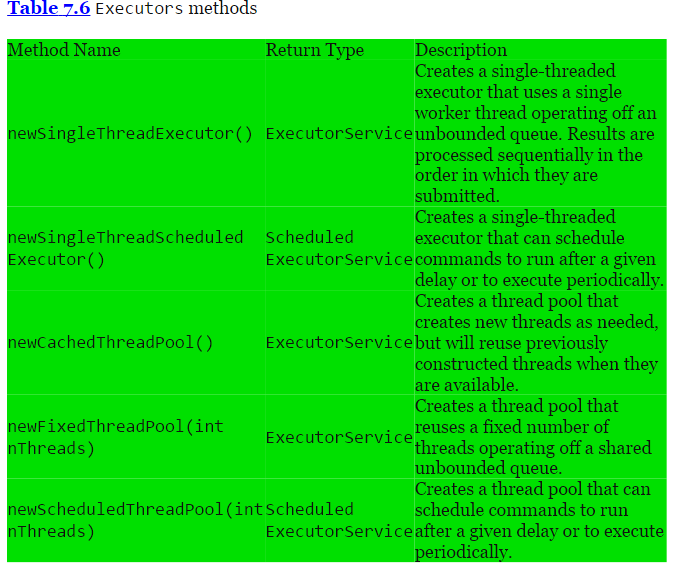 Table 7.6 Executors methods
Method Name Return Type Description
newSingleThreadExecutor() ExecutorService Creates a single-threaded
executor that uses a single
worker thread operating off an
unbounded queue. Results are
processed sequentially in the
order in which they are
submitted.
newSingleThreadScheduled
Executor()
Scheduled
ExecutorService
Creates a single-threaded
executor that can schedule
commands to run after a given
delay or to execute periodically.
newCachedThreadPool() ExecutorService Creates a thread pool that
creates new threads as needed,
but will reuse previously
constructed threads when they
are available.
newFixedThreadPool(int
nThreads)
ExecutorService
Creates a thread pool that
reuses a fixed number of
threads operating off a shared
unbounded queue.
newScheduledThreadPool(int
nThreads)
Scheduled
ExecutorService
Creates a thread pool that can
schedule commands to run
after a given delay or to execute
periodically.